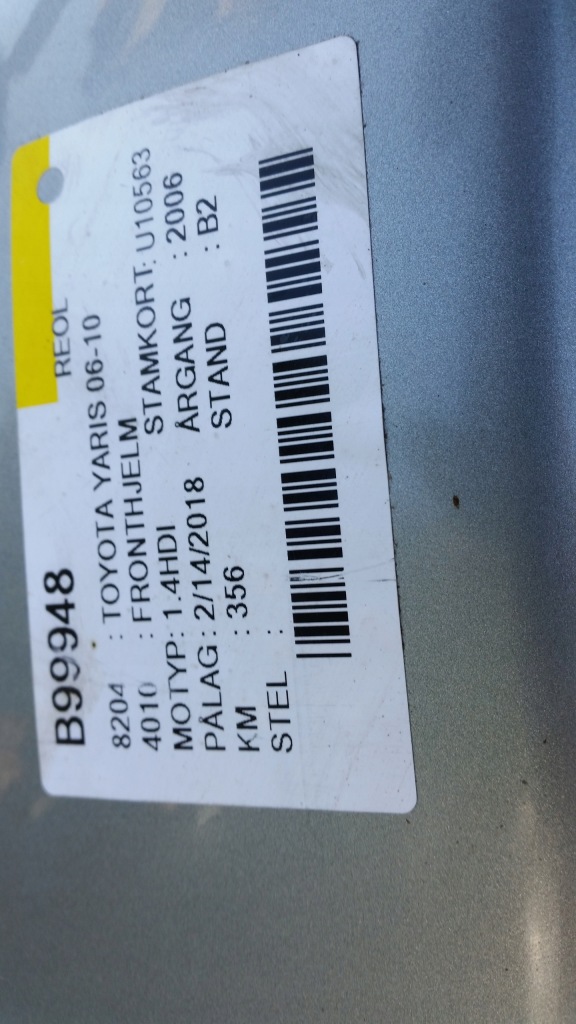 B99948 REOL
8204 : TOYOTA YARIS 06-10
4010 : FRONTHJELM
MOTYP: 1.4HDI STAMKORT: U10563
PÅLAG : 2/14/2018 ÅRGANG : 2006
KM : 356 STAND : B2
STEL :